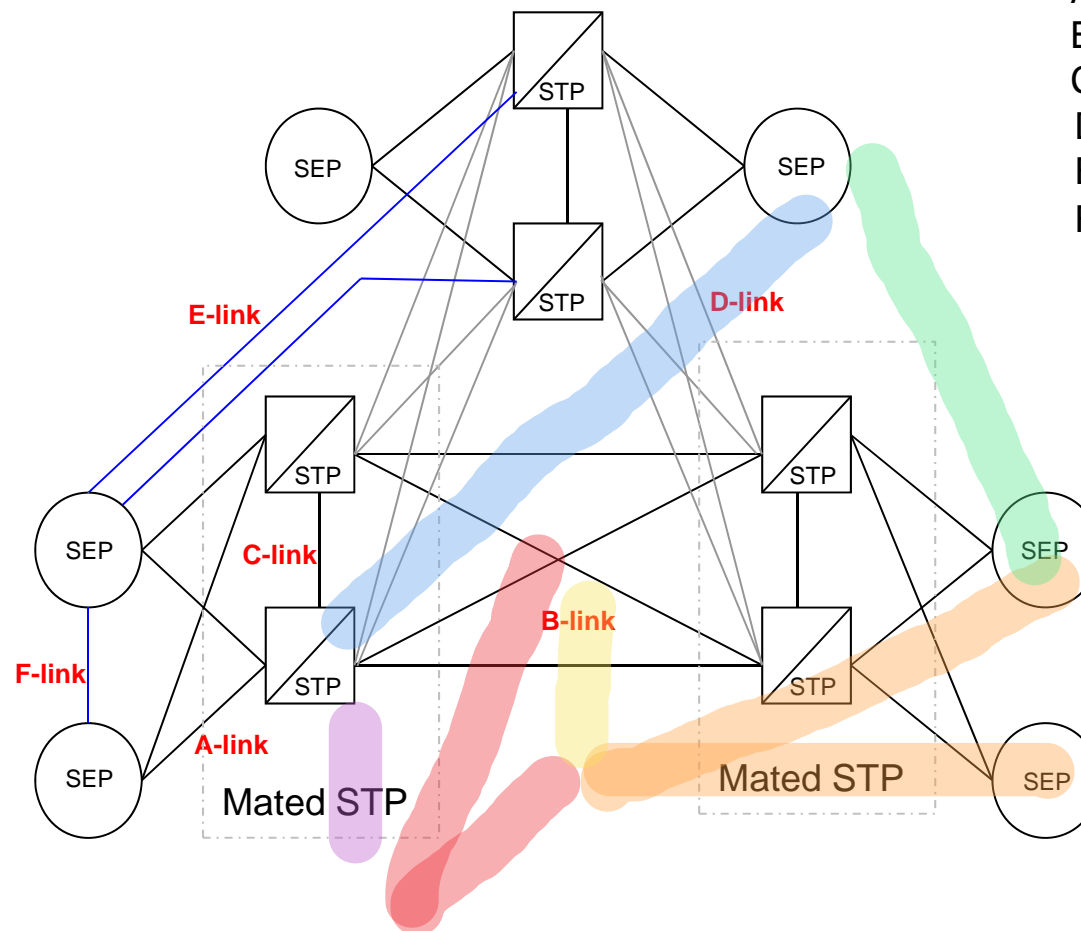 STP
SEP
SEP
STP
E-link
D-link
STP
STP
SEP
C-link
SEP
B-link
STP
STP
F-link
A-link
SEP
Mated STP
Mated STP
SEP